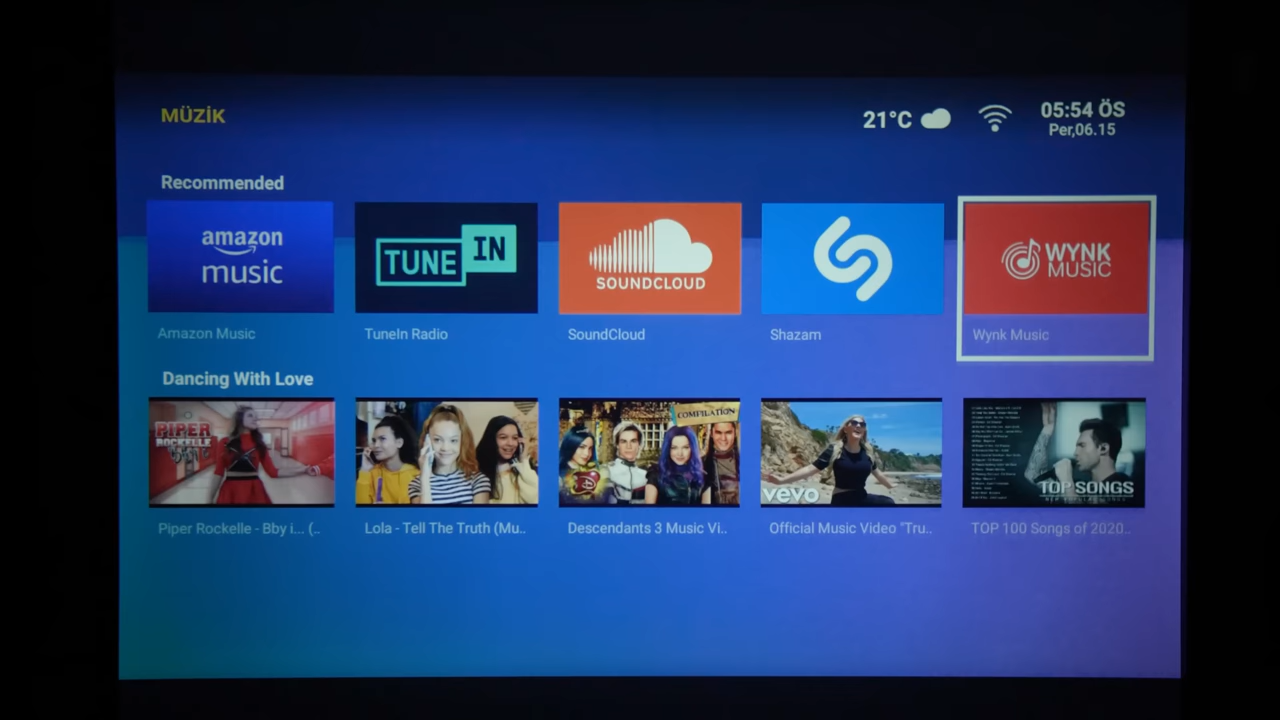 MÜZİK
21°C
05:54 ÖS
Per,06.15
Recommended
amazon
music
TUNE IN
SOUNDCLOUD
WYNK
MUSIC
Amazon Music
TuneIn Radio
SoundCloud
Shazam
Wynk Music
Dancing With Love
PIPER
ROCKELLE
COMPILATION
vevo
TOP SONGS
Piper Rockelle - Bby i... (..
Lola - Tell The Truth (Mu..
Descendants 3 Music Vi..
Official Music Video "Tru..
TOP 100 Songs of 2020..